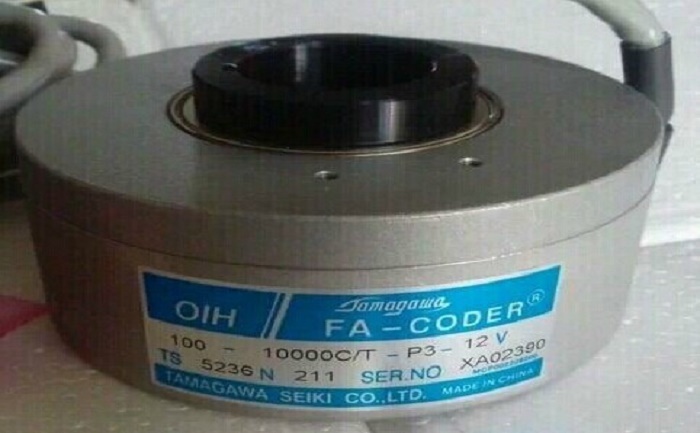 OIH
Tamagawa
FA-CODER®
100 - 10000C/T - P3 - 12 V
TS 5236 N 211 SER.NO XA02390
TAMAGAWA SEIKI CO.,LTD. MADE IN CHINA